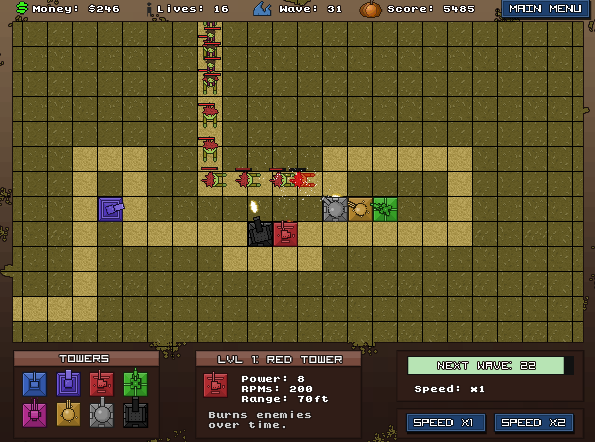 Money: $246 Lives: 16 Wave: 31 Score: 5485 MAIN MENU
TOWERS
LVL 1: RED TOWER
Power: 8
RPMS: 200
Range: 70ft
Burns enemies
over time.
NEXT WAVE: 22
Speed: x1
SPEED X1 SPEED X2